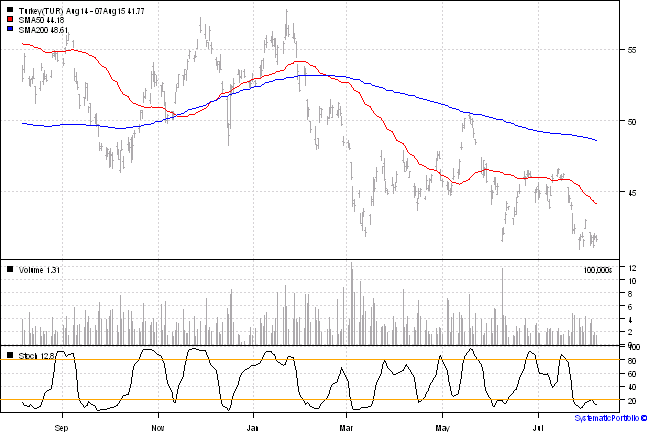 Turkey(TUR) Aug14 - 07Aug15 41.77
SMA50 44.18
SMA200 48.61
55
50
45
Volume 1.31
100,000s
12
10
8
6
4
2
0
Stoch 12.8
100
80
60
40
20
Sep Nov Jan Mar May Jul
SystematicPortfolio ©